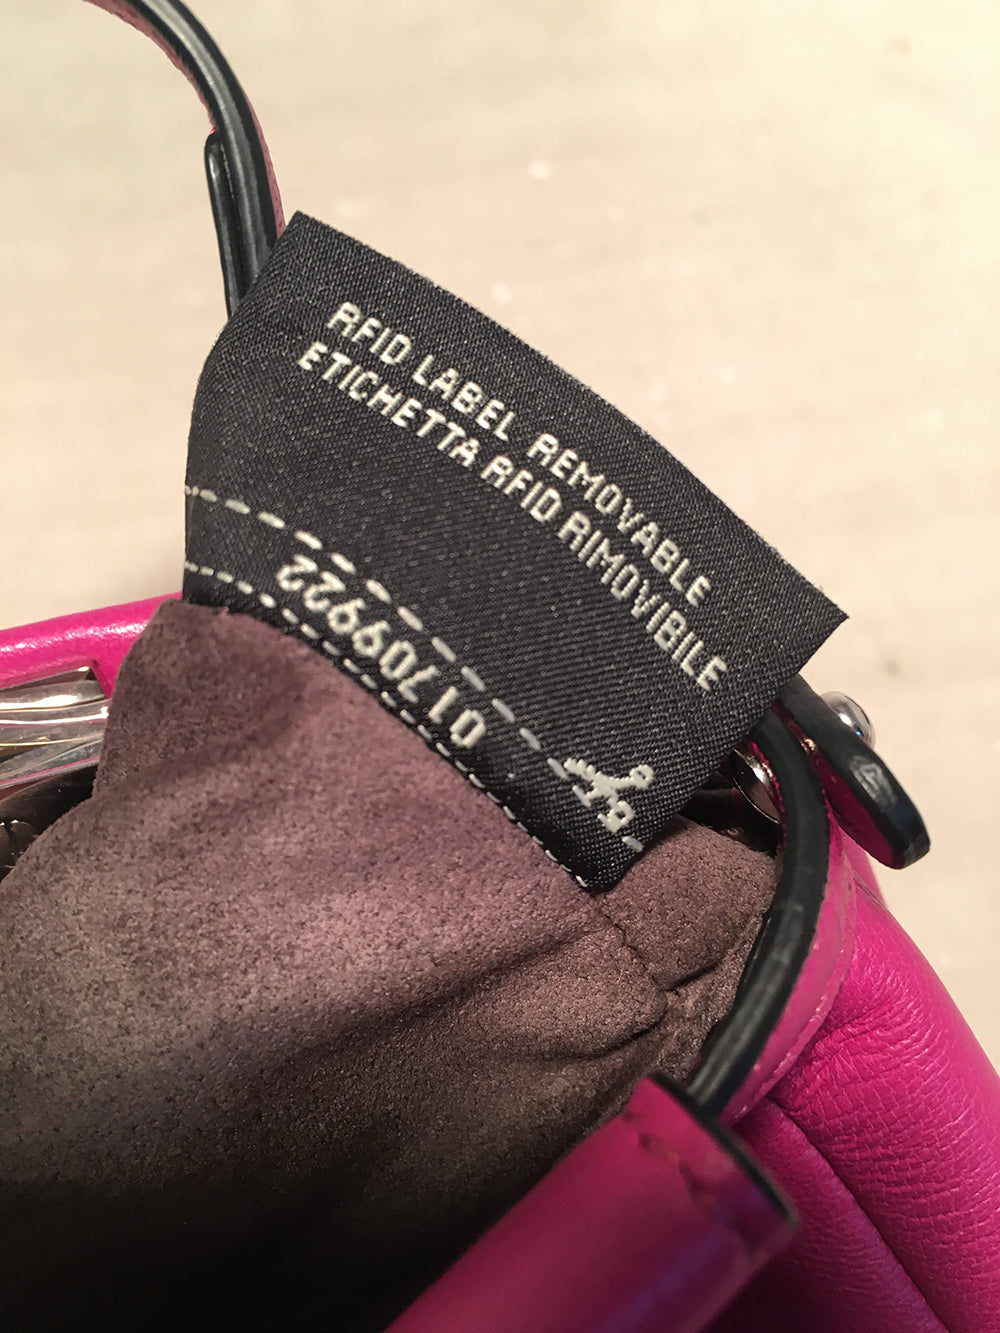 RFID LABEL REMOVABLE
ETICHETTA RFID RIMOVIBILE
01709922